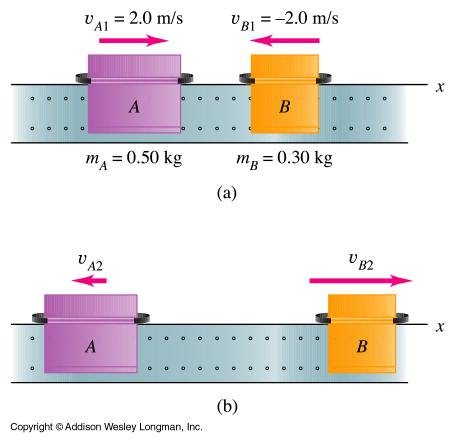 v_A1 = 2.0 m/s v_B1 = –2.0 m/s
x
A B
m_A = 0.50 kg m_B = 0.30 kg
(a)
v_A2 v_B2
x
A B
(b)
Copyright © Addison Wesley Longman, Inc.